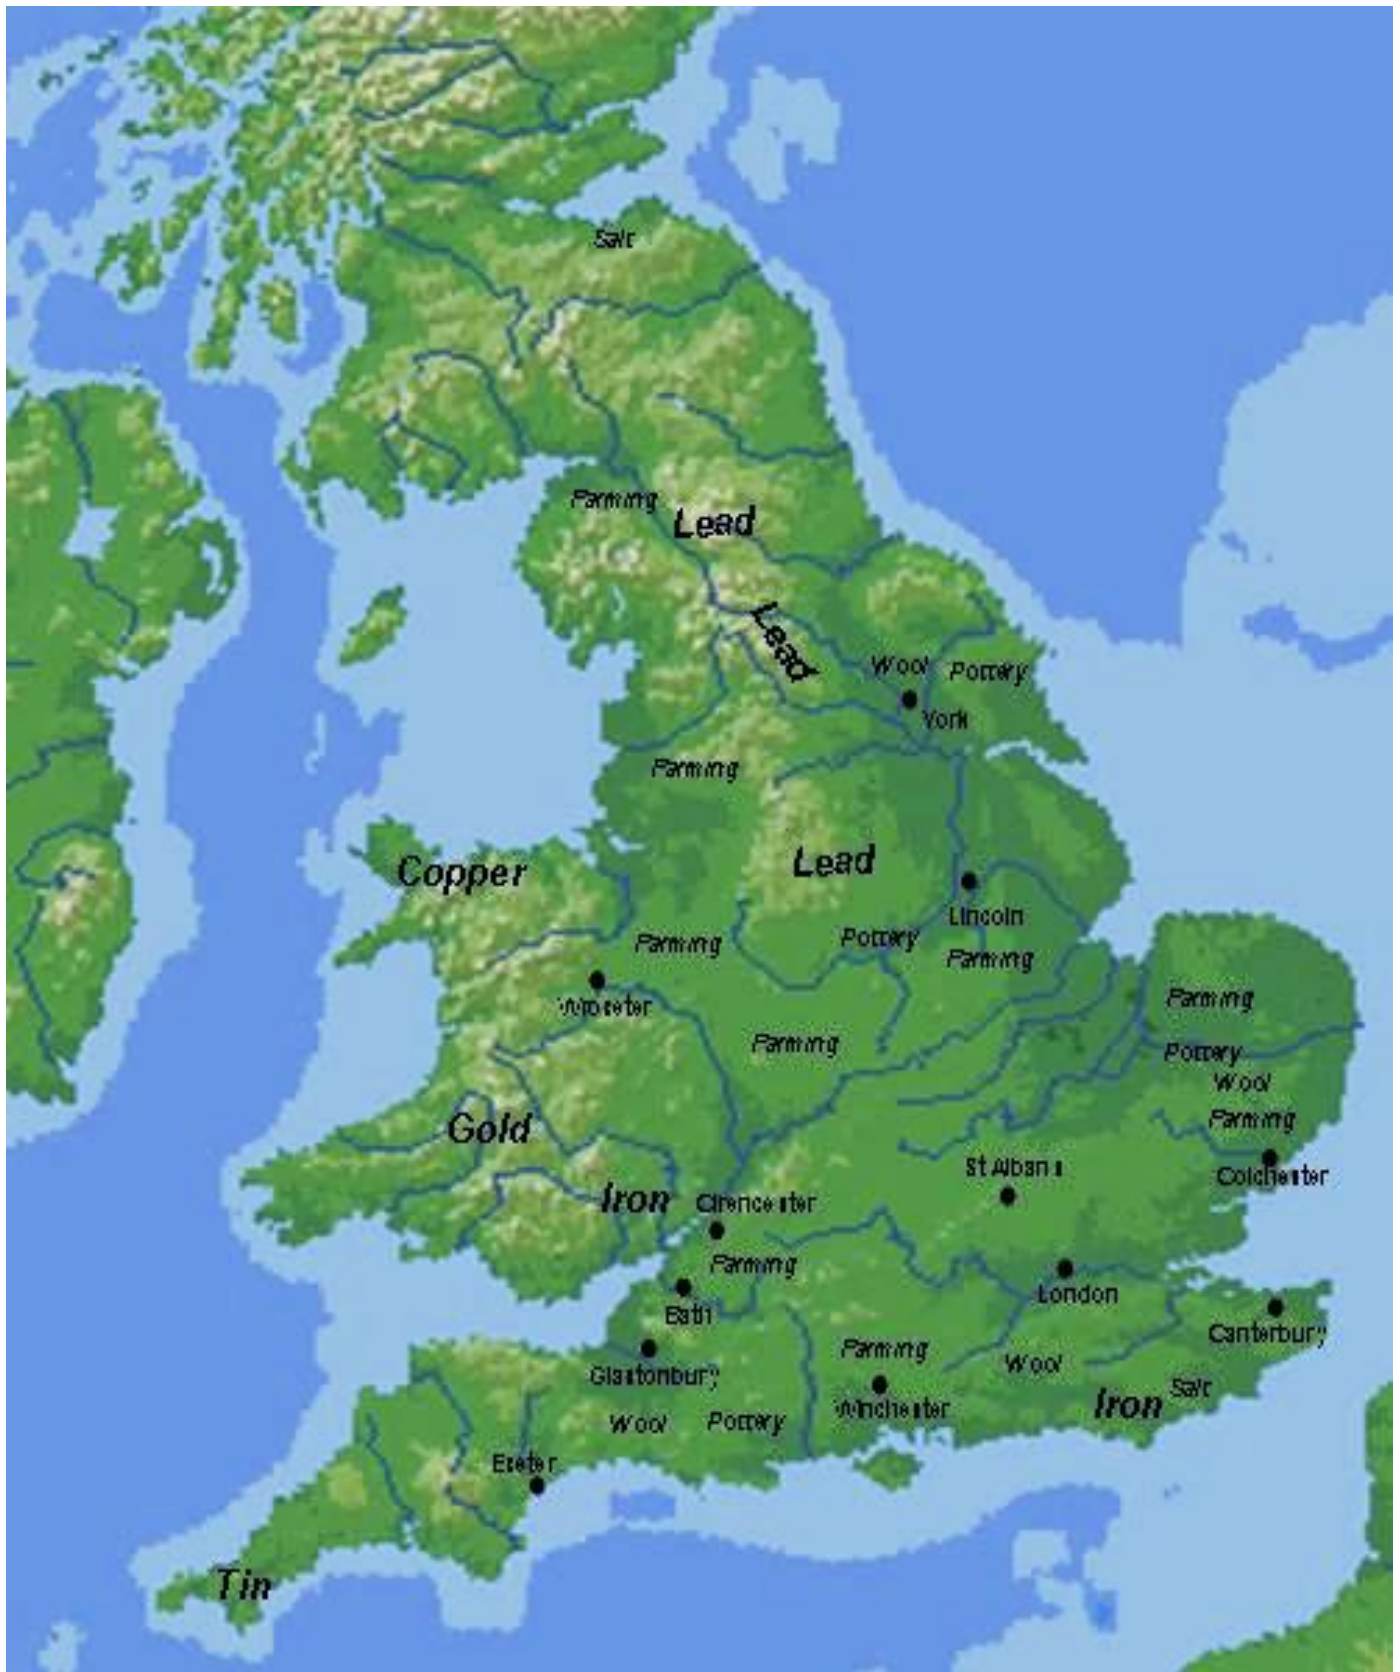 Salt
Farming
Lead
Lead
Wool
Pottery
York
Farming
Copper
Lead
Lincoln
Pottery
Farming
Farming
Farming
Wroxeter
Farming
Pottery
Wool
Gold
Farming
St Albans
Colchester
Iron
Cirencester
Farming
London
Bath
Canterbury
Farming
Wool
Glastonbury
Salt
Winchester
Iron
Wool
Pottery
Exeter
Tin